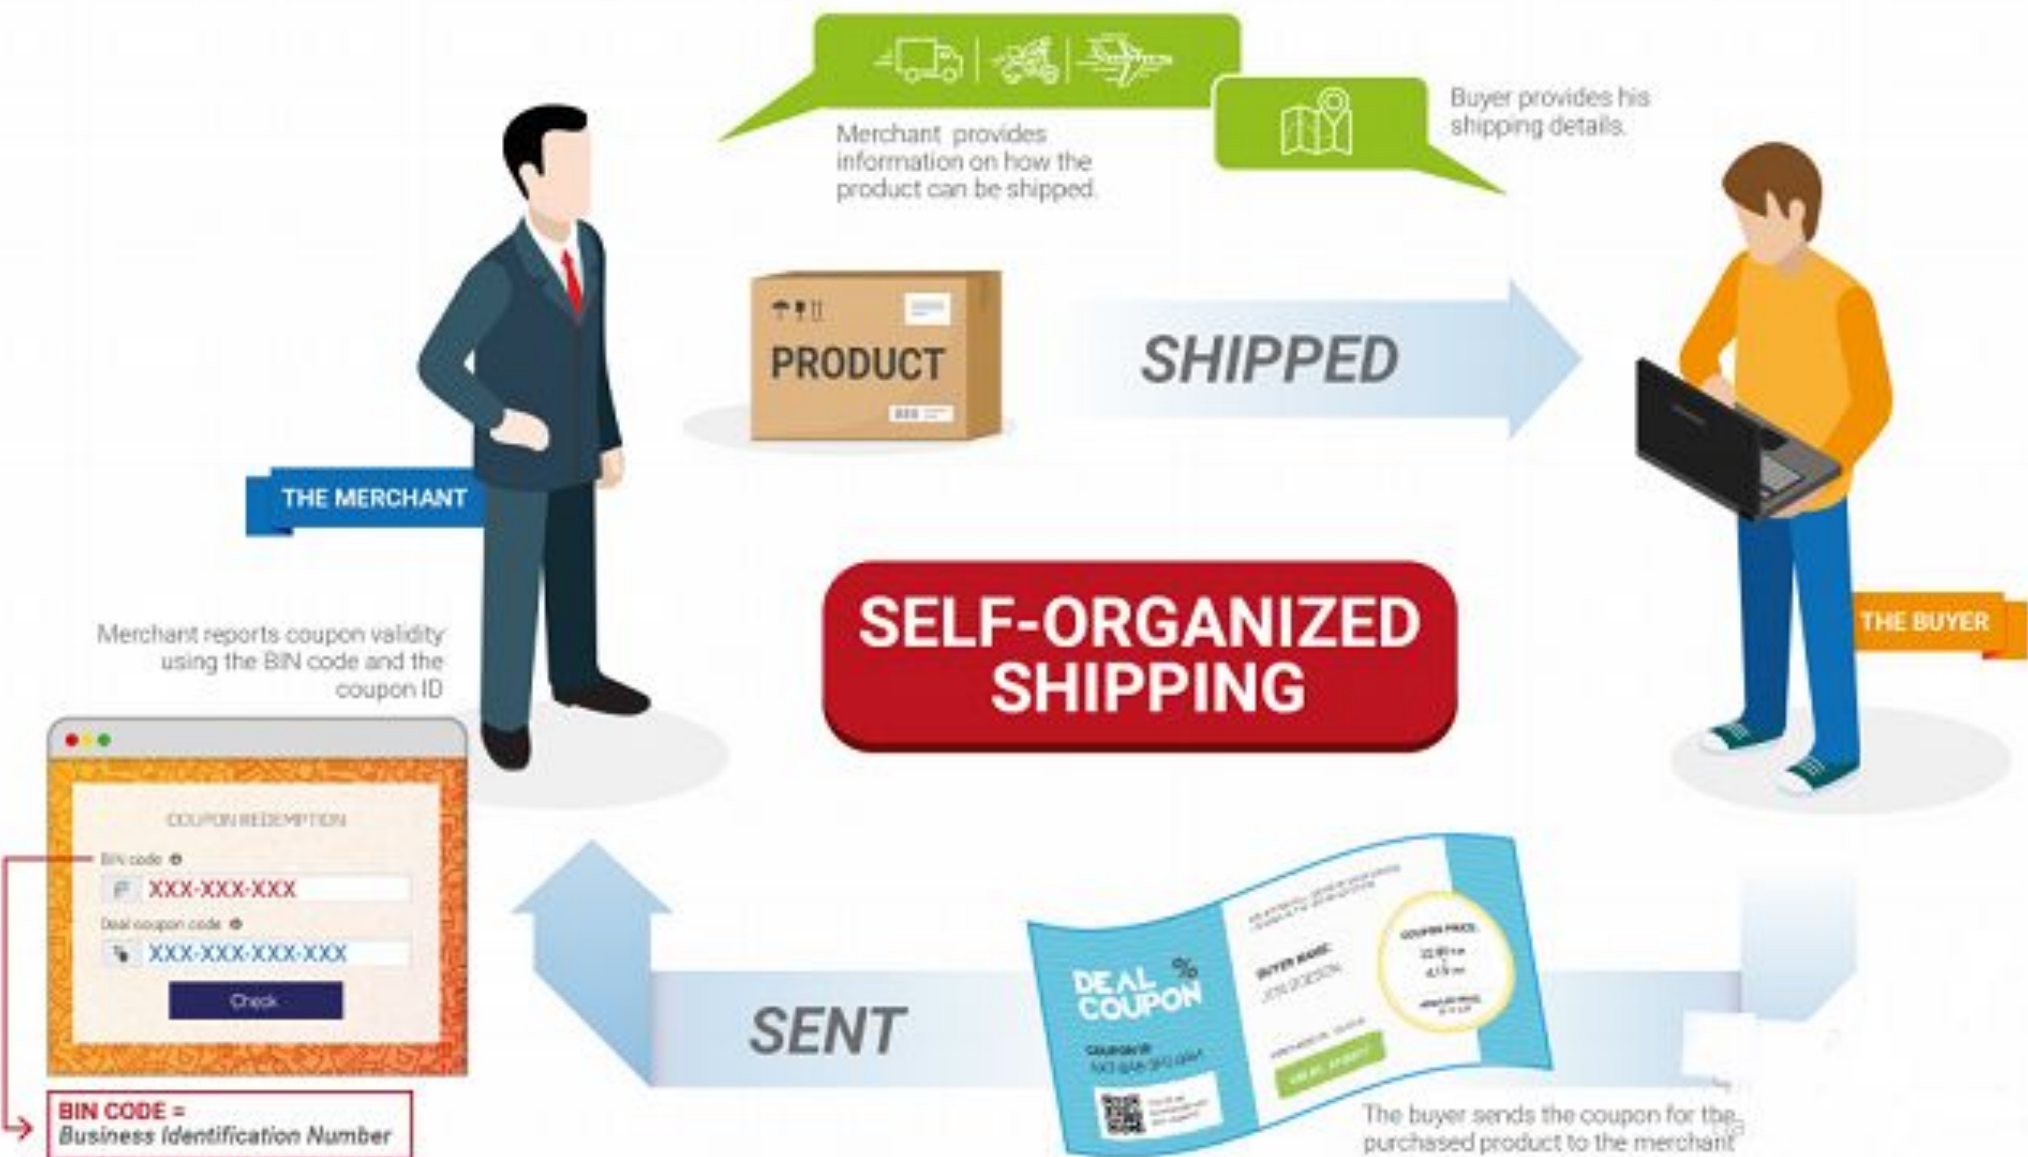 Merchant provides
information on how the
product can be shipped.
Buyer provides his
shipping details.
PRODUCT
SHIPPED
THE MERCHANT
SELF-ORGANIZED
SHIPPING
THE BUYER
Merchant reports coupon validity
using the BIN code and the
coupon ID
COUPON REDEMPTION
BIN code
XXX-XXX-XXX
Deal coupon code
XXX-XXX-XXX-XXX
Check
BIN CODE =
Business Identification Number
SENT
DEAL
COUPON
%
COUPON ID
BUYER NAME:
COUPON PRICE:
The buyer sends the coupon for the
purchased product to the merchant